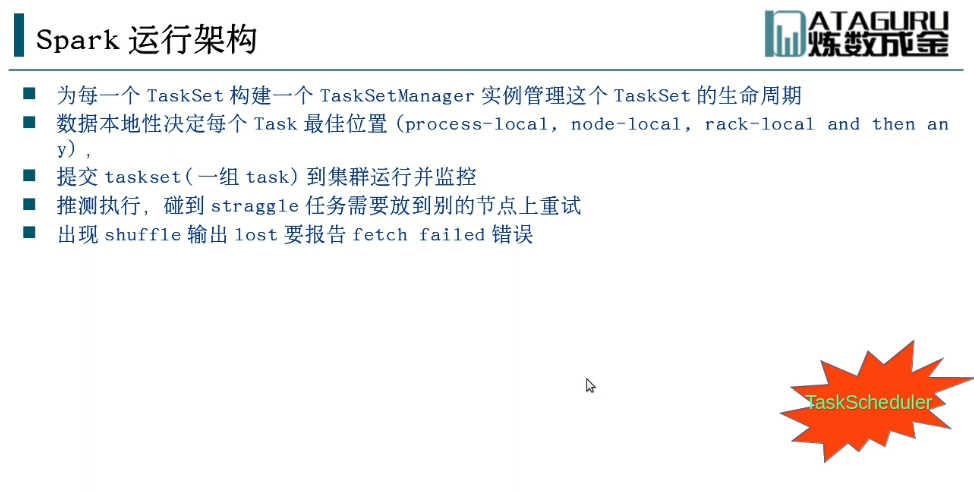 Spark 运行架构
ATAGURU
炼数成金
为每一个 TaskSet 构建一个 TaskSetManager 实例管理这个 TaskSet 的生命周期
数据本地性决定每个 Task 最佳位置 (process-local, node-local, rack-local and then an
y) ,
提交 taskset(一组 task) 到集群运行并监控
推测执行, 碰到 straggle 任务需要放到别的节点上重试
出现 shuffle 输出 lost 要报告 fetch failed 错误
TaskScheduler